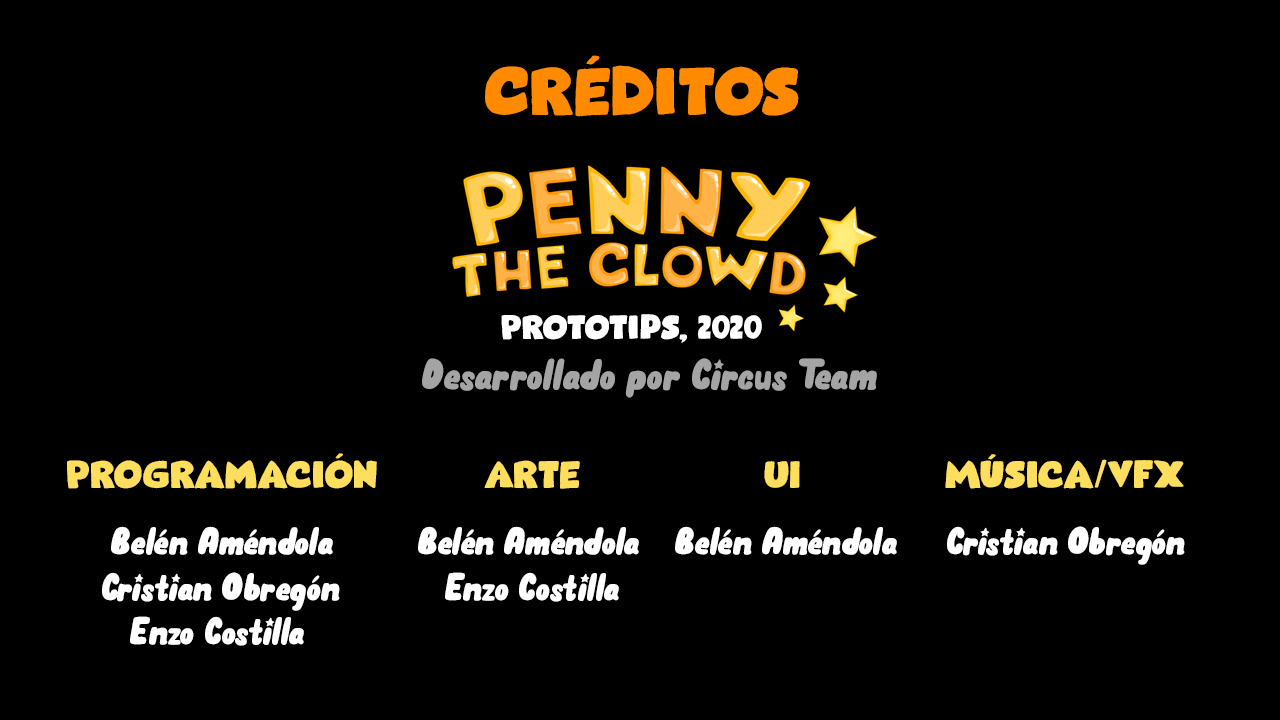 CRÉDITOS
PENNY
THE CLOWD
PROTOTIPS, 2020
Desarrollado por Circus Team
PROGRAMACIÓN
Belén Améndola
Cristian Obregón
Enzo Costilla
ARTE
Belén Améndola
Enzo Costilla
UI
Belén Améndola
MÚSICA/VFX
Cristian Obregón